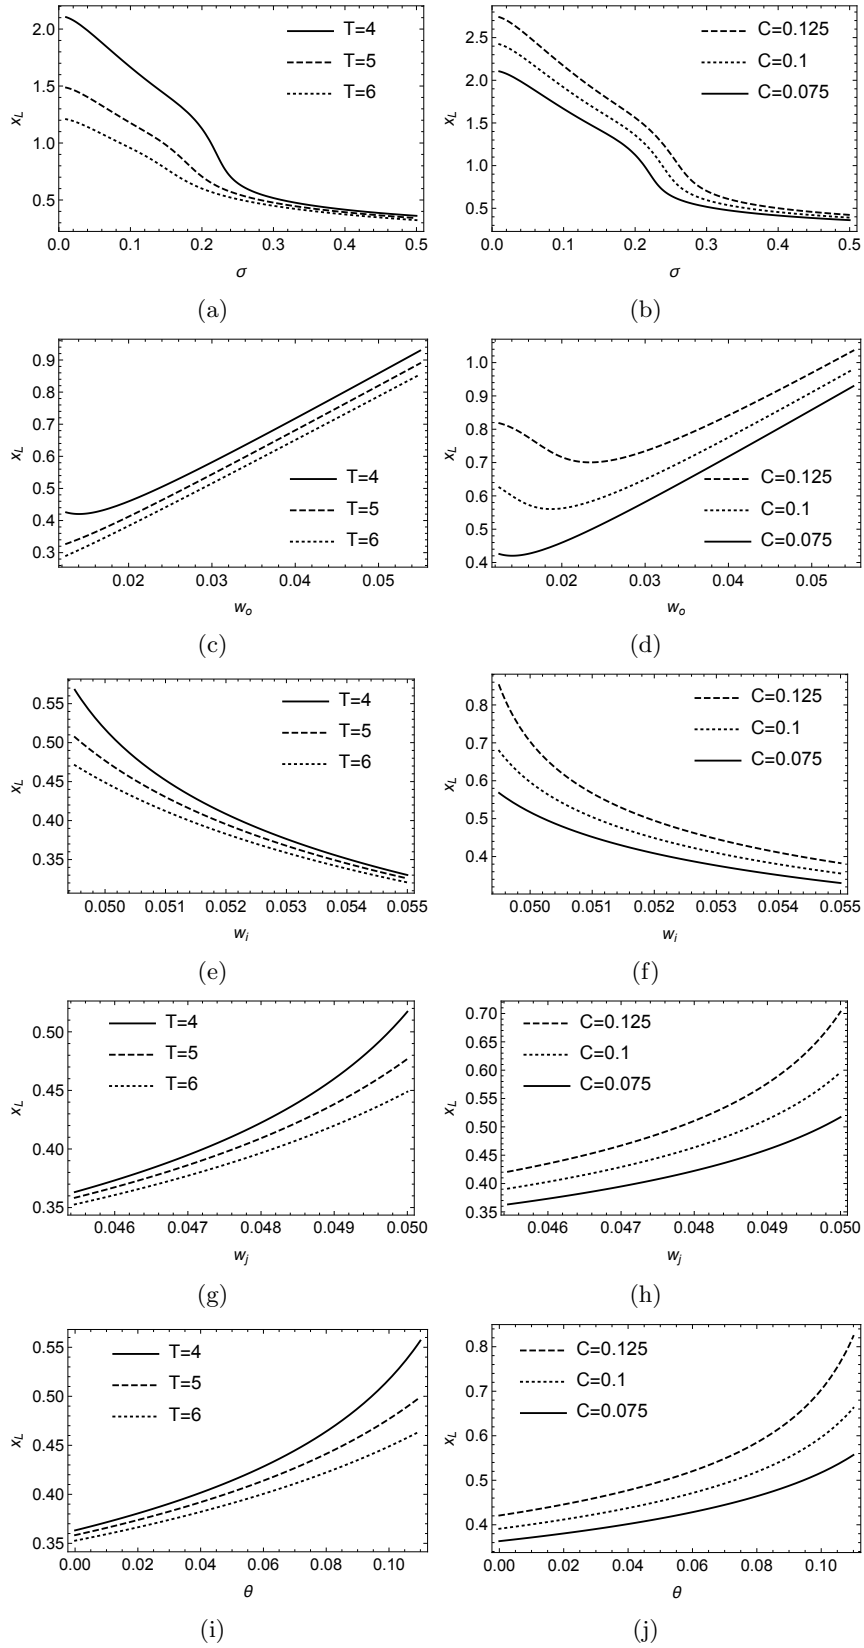 2.0
1.5
1.0
0.5
x_L
T=4
T=5
T=6
0.0 0.1 0.2 0.3 0.4 0.5
σ
(a)
2.5
2.0
1.5
1.0
0.5
x_L
C=0.125
C=0.1
C=0.075
0.0 0.1 0.2 0.3 0.4 0.5
σ
(b)
0.9
0.8
0.7
0.6
0.5
0.4
0.3
x_L
T=4
T=5
T=6
0.02 0.03 0.04 0.05
w_o
(c)
1.0
0.9
0.8
0.7
0.6
0.5
0.4
x_L
C=0.125
C=0.1
C=0.075
0.02 0.03 0.04 0.05
w_o
(d)
0.55
0.50
0.45
0.40
0.35
x_L
T=4
T=5
T=6
0.050 0.051 0.052 0.053 0.054 0.055
w_i
(e)
0.8
0.7
0.6
0.5
0.4
x_L
C=0.125
C=0.1
C=0.075
0.050 0.051 0.052 0.053 0.054 0.055
w_i
(f)
0.50
0.45
0.40
0.35
x_L
T=4
T=5
T=6
0.046 0.047 0.048 0.049 0.050
w_j
(g)
0.70
0.65
0.60
0.55
0.50
0.45
0.40
0.35
x_L
C=0.125
C=0.1
C=0.075
0.046 0.047 0.048 0.049 0.050
w_j
(h)
0.55
0.50
0.45
0.40
0.35
x_L
T=4
T=5
T=6
0.00 0.02 0.04 0.06 0.08 0.10
θ
(i)
0.8
0.7
0.6
0.5
0.4
x_L
C=0.125
C=0.1
C=0.075
0.00 0.02 0.04 0.06 0.08 0.10
θ
(j)